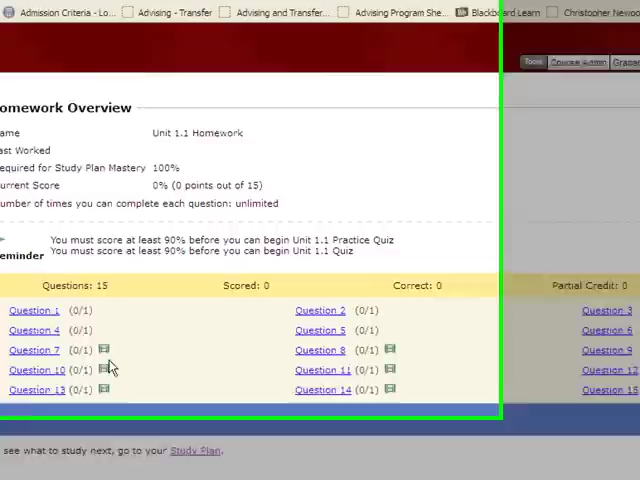 Admission Criteria - Lo... Advising - Transfer Advising and Transfer... Advising Program She... Blackboard Learn Christopher Newpo
Tools Course Admin
omework Overview
ame Unit 1.1 Homework
ast Worked
equired for Study Plan Mastery 100%
urrent Score 0% (0 points out of 15)
umber of times you can complete each question: unlimited
You must score at least 90% before you can begin Unit 1.1 Practice Quiz
eminder You must score at least 90% before you can begin Unit 1.1 Quiz
Questions: 15 Scored: 0 Correct: 0 Partial Credit: 0
Question 1 (0/1) Question 2 (0/1) Question 3
Question 4 (0/1) Question 5 (0/1) Question 6
Question 7 (0/1) Question 8 (0/1) Question 9
Question 10 (0/1) Question 11 (0/1) Question 12
Question 13 (0/1) Question 14 (0/1) Question 15
see what to study next, go to your Study Plan.